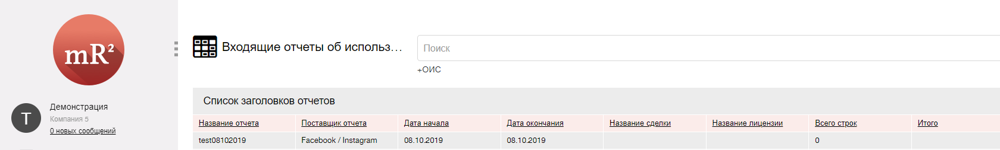 mR²
Входящие отчеты об использ...
Поиск
+ОИС
Т
Демонстрация
Компания 5
0 новых сообщений
Список заголовков отчетов
Название отчета Поставщик отчета Дата начала Дата окончания Название сделки Название лицензии Всего строк Итого
test08102019 Facebook / Instagram 08.10.2019 08.10.2019 0